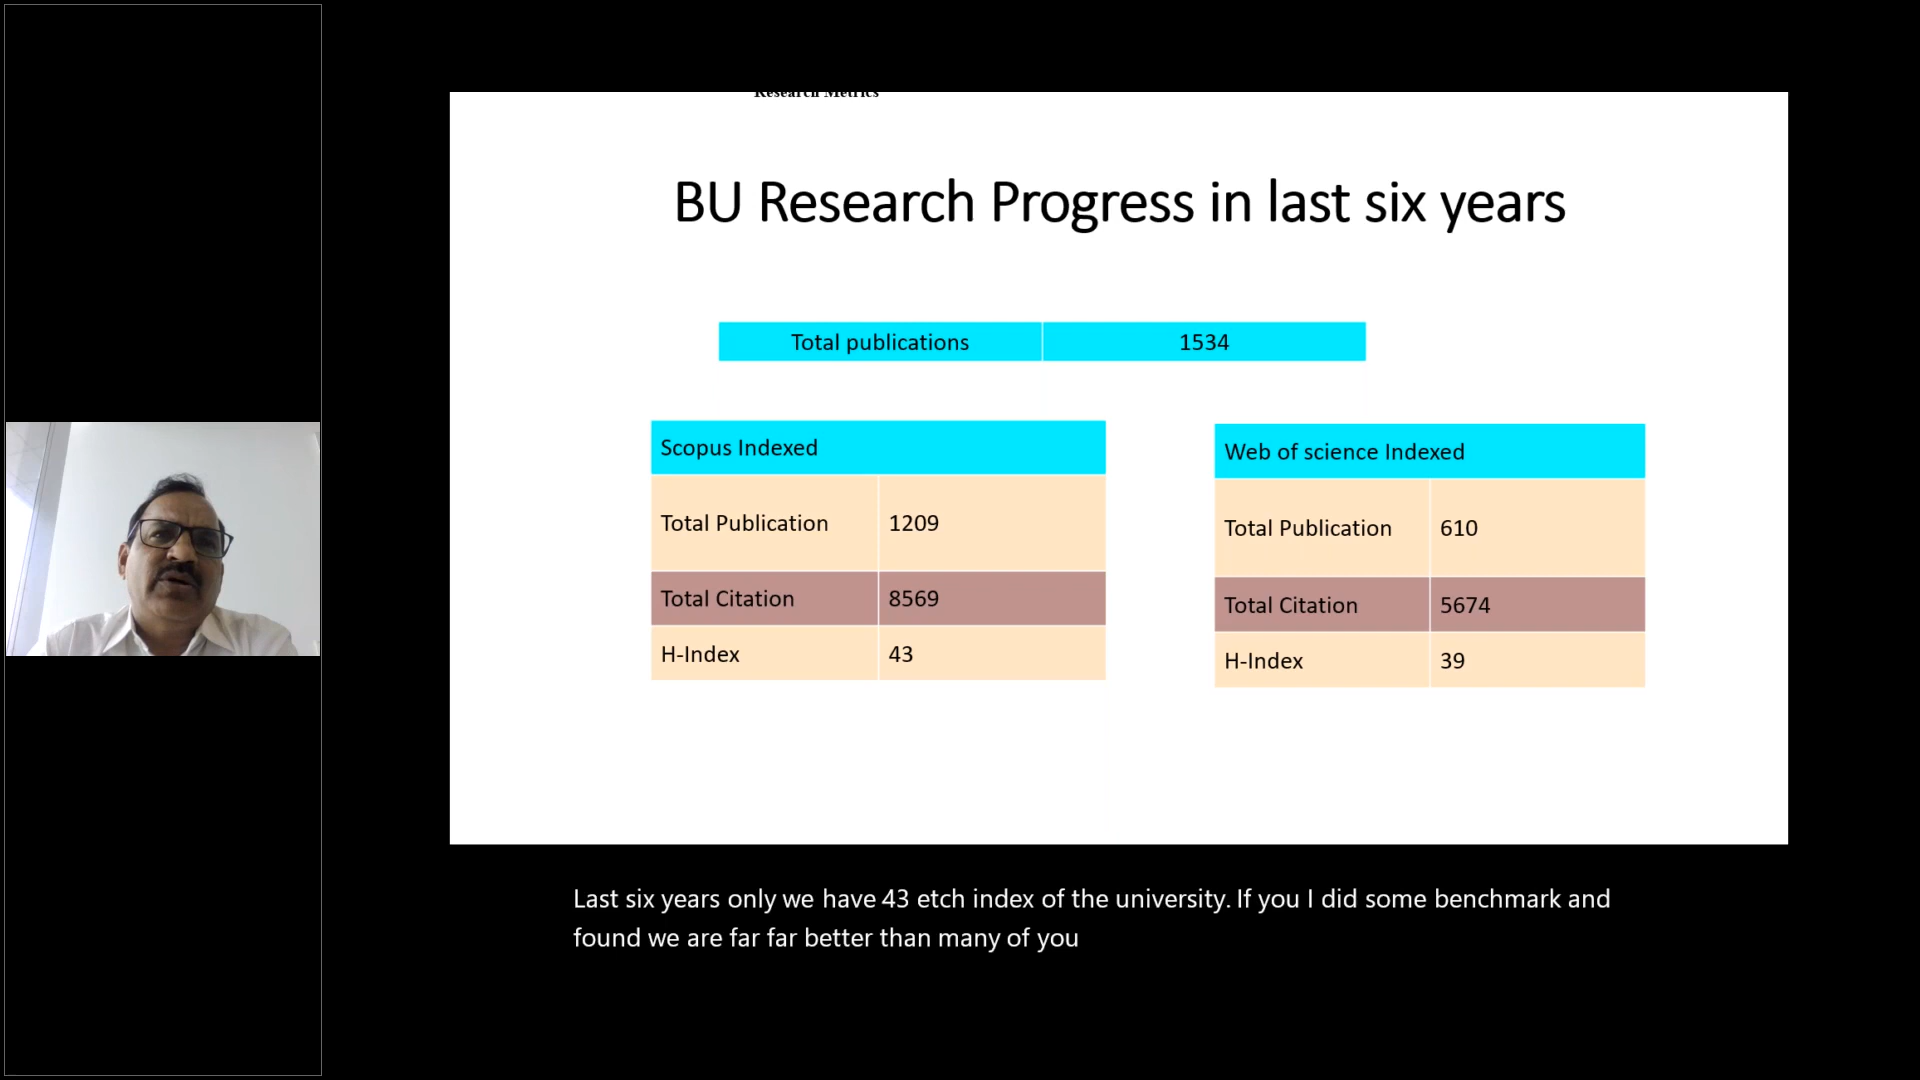 Research Metrics
BU Research Progress in last six years
Total publications 1534
Scopus Indexed
Total Publication 1209
Total Citation 8569
H-Index 43
Web of science Indexed
Total Publication 610
Total Citation 5674
H-Index 39
Last six years only we have 43 etch index of the university. If you I did some benchmark and
found we are far far better than many of you